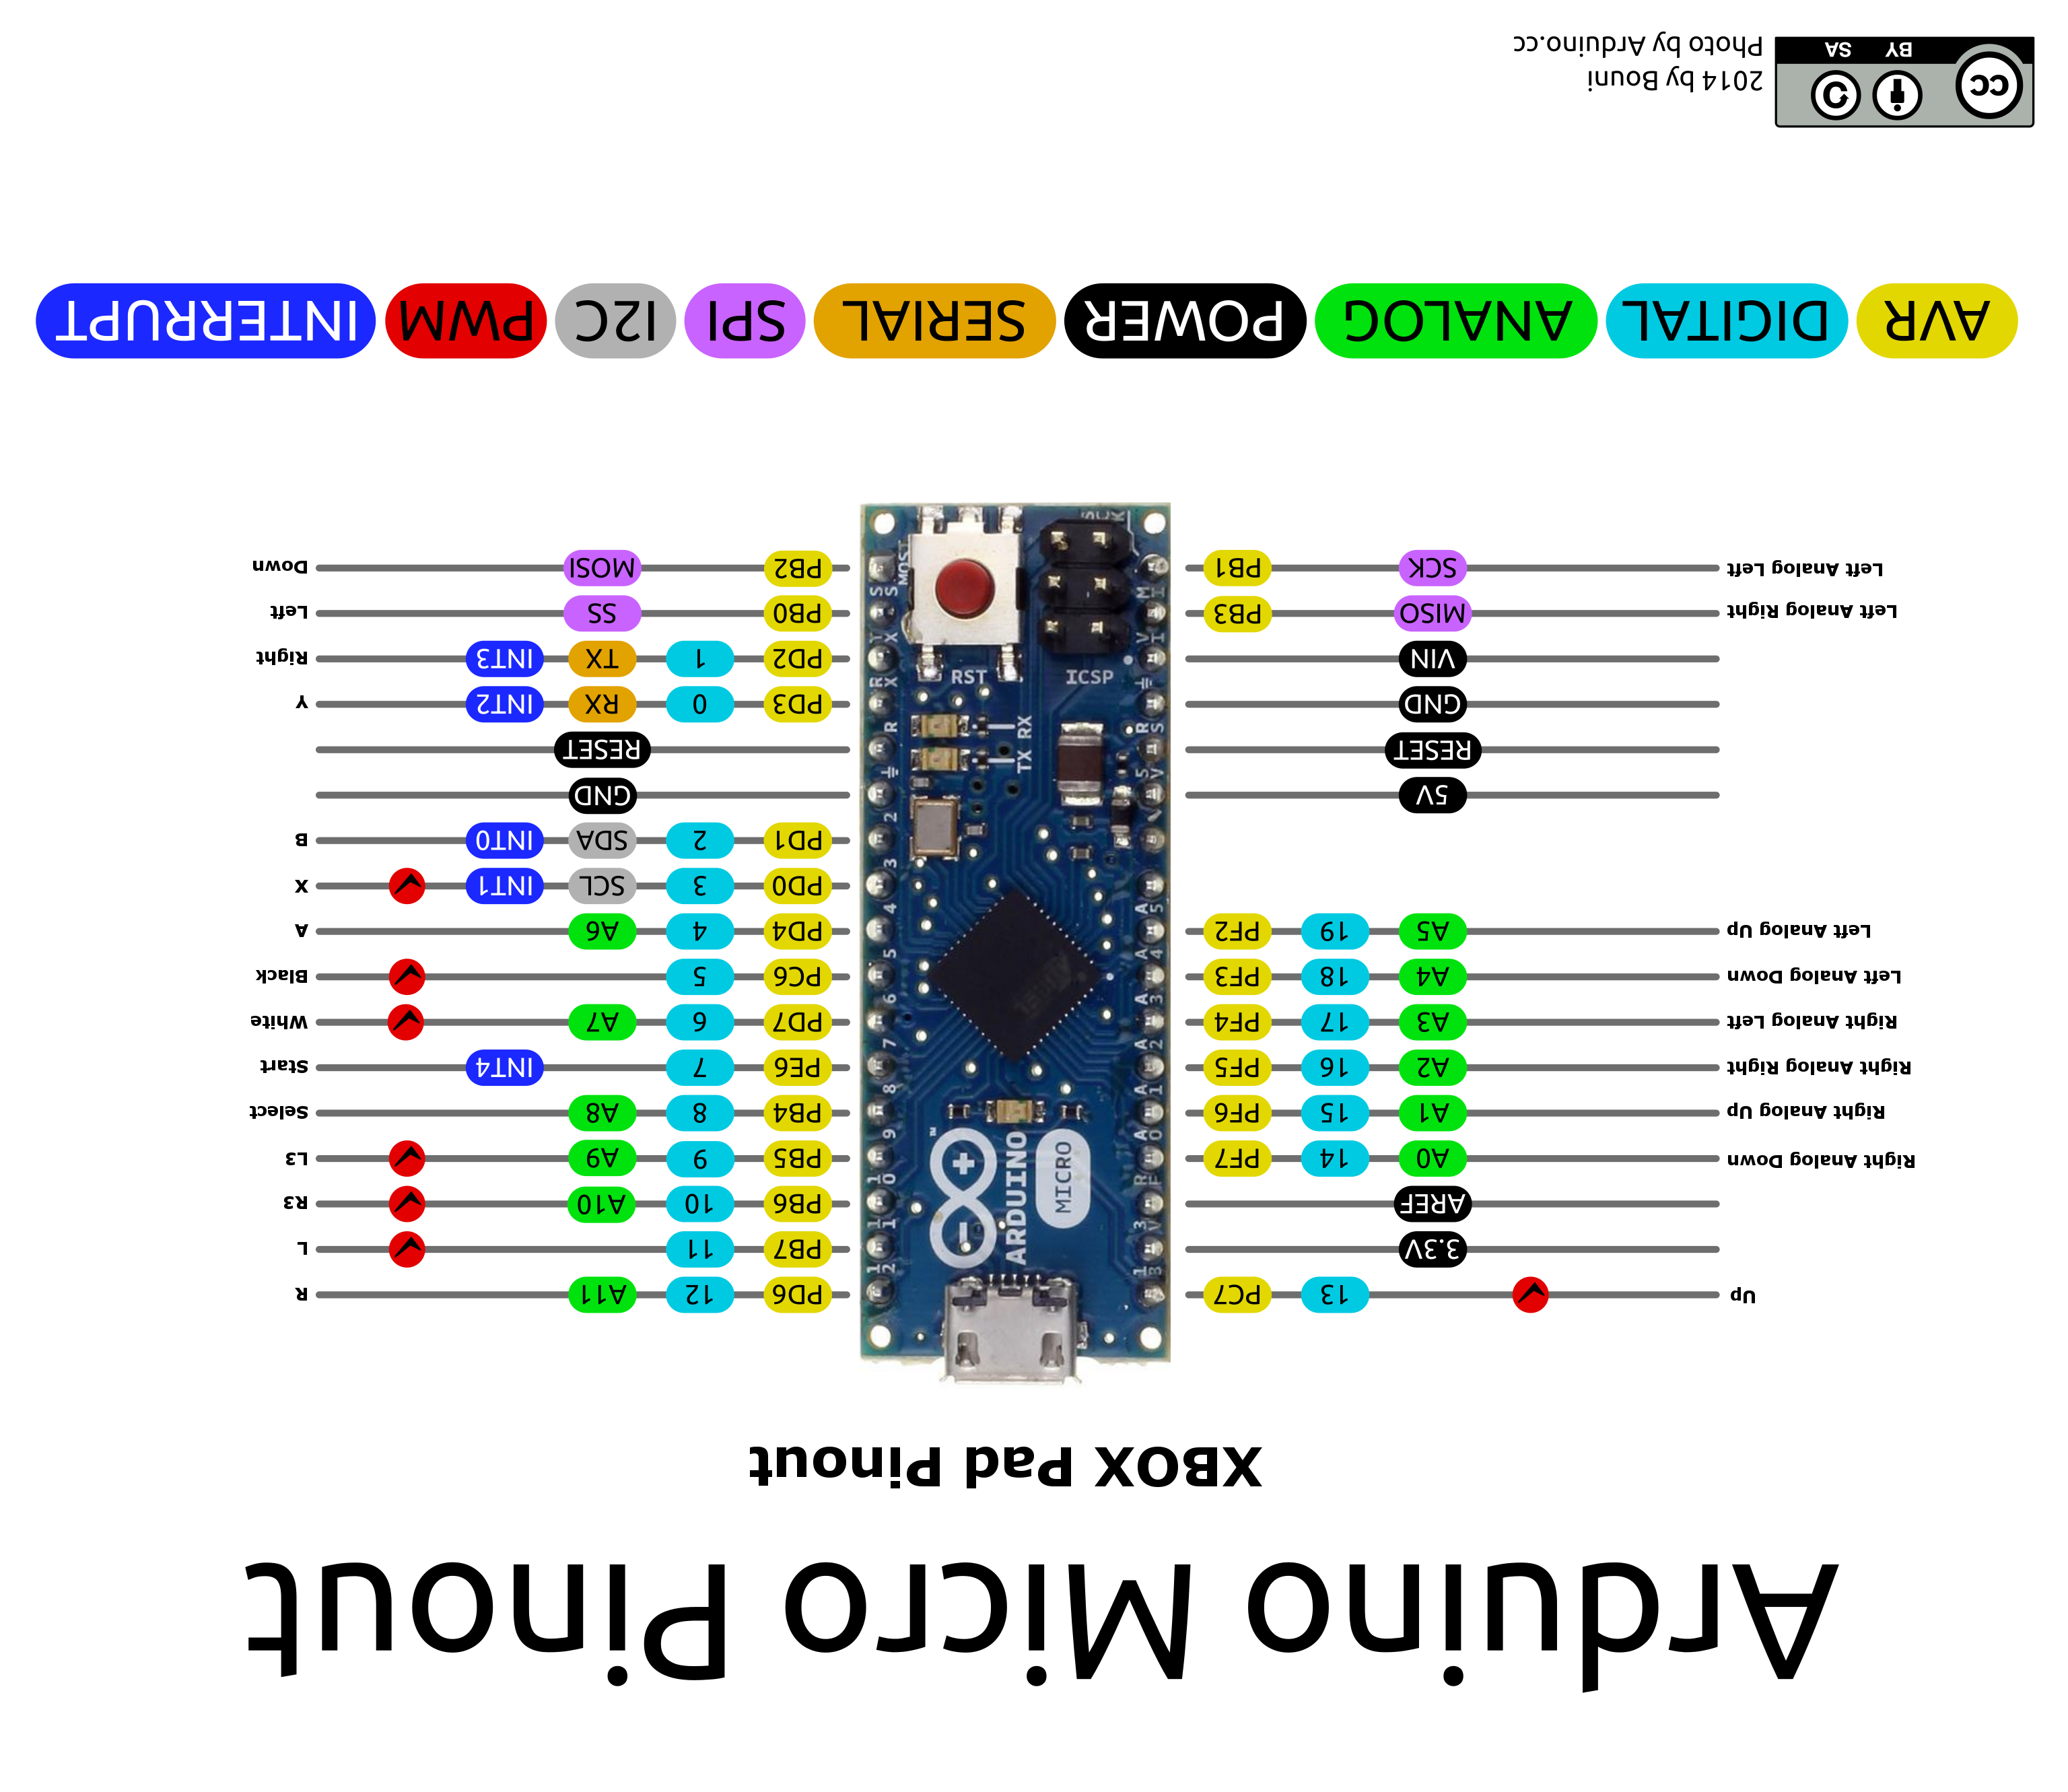 Arduino Micro Pinout
XBOX Pad Pinout
Up 13 PC7 PD6 12 A11 R
3.3V PB7 11 L
AREF PB6 10 A10 R3
Right Analog Down A0 14 PF7 PB5 9 A9 L3
Right Analog Up A1 15 PF6 PB4 8 A8 Select
Right Analog Right A2 16 PF5 PE6 7 INT4 Start
Right Analog Left A3 17 PF4 PD7 6 A7 White
Left Analog Down A4 18 PF3 PC6 5 Black
Left Analog Up A5 19 PF2 PD4 4 A6 A
PD0 3 SCL INT1 X
PD1 2 SDA INT0 B
5V GND
RESET RESET
GND PD3 0 RX INT2 Y
VIN PD2 1 TX INT3 Right
Left Analog Right MISO PB3 PB0 SS Left
Left Analog Left SCK PB1 PB2 MOSI Down
MICRO
ARDUINO
TX RX
ICSP
RST
AVR DIGITAL ANALOG POWER SERIAL SPI I2C PWM INTERRUPT
cc BY SA
2014 by Bouni
Photo by Arduino.cc